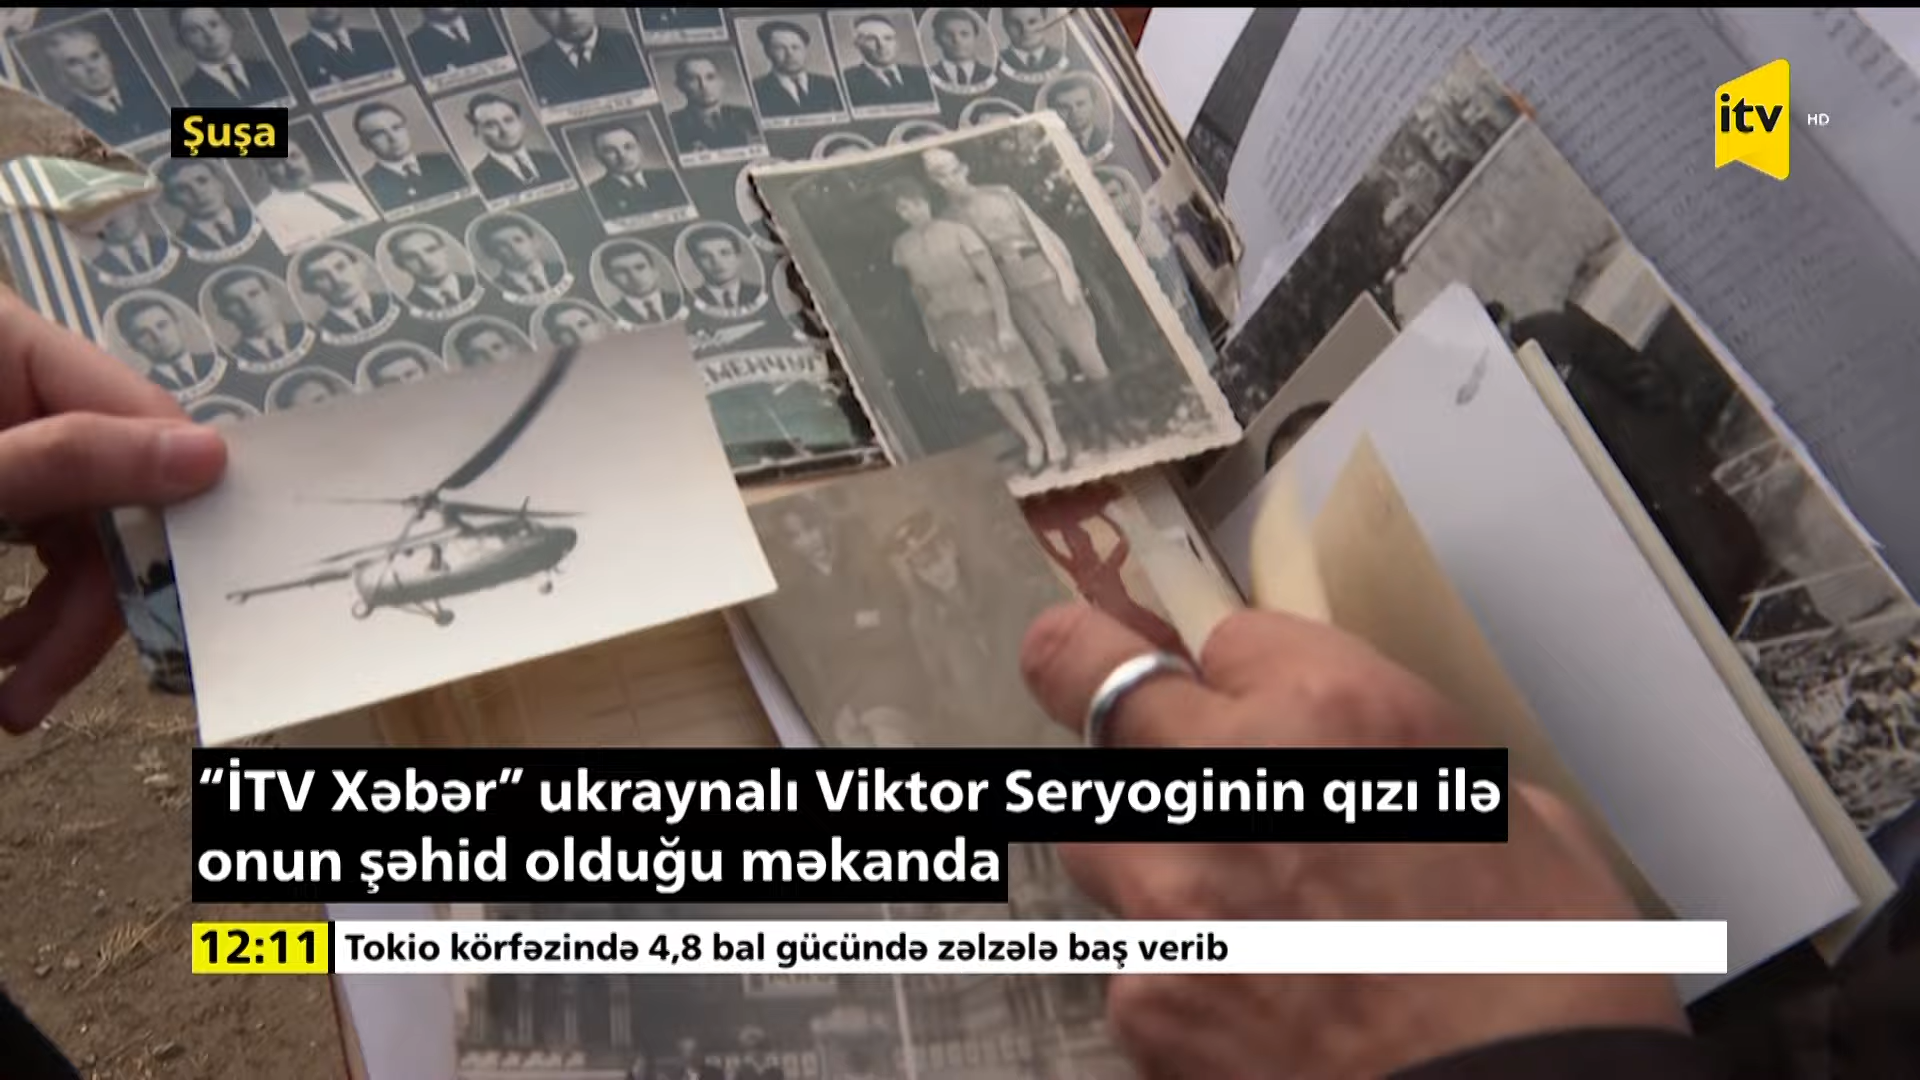 Şuşa
itv
HD
“İTV Xəbər” ukraynalı Viktor Seryoginin qızı ilə
onun şəhid olduğu məkanda
12:11
Tokio körfəzində 4,8 bal gücündə zəlzələ baş verib